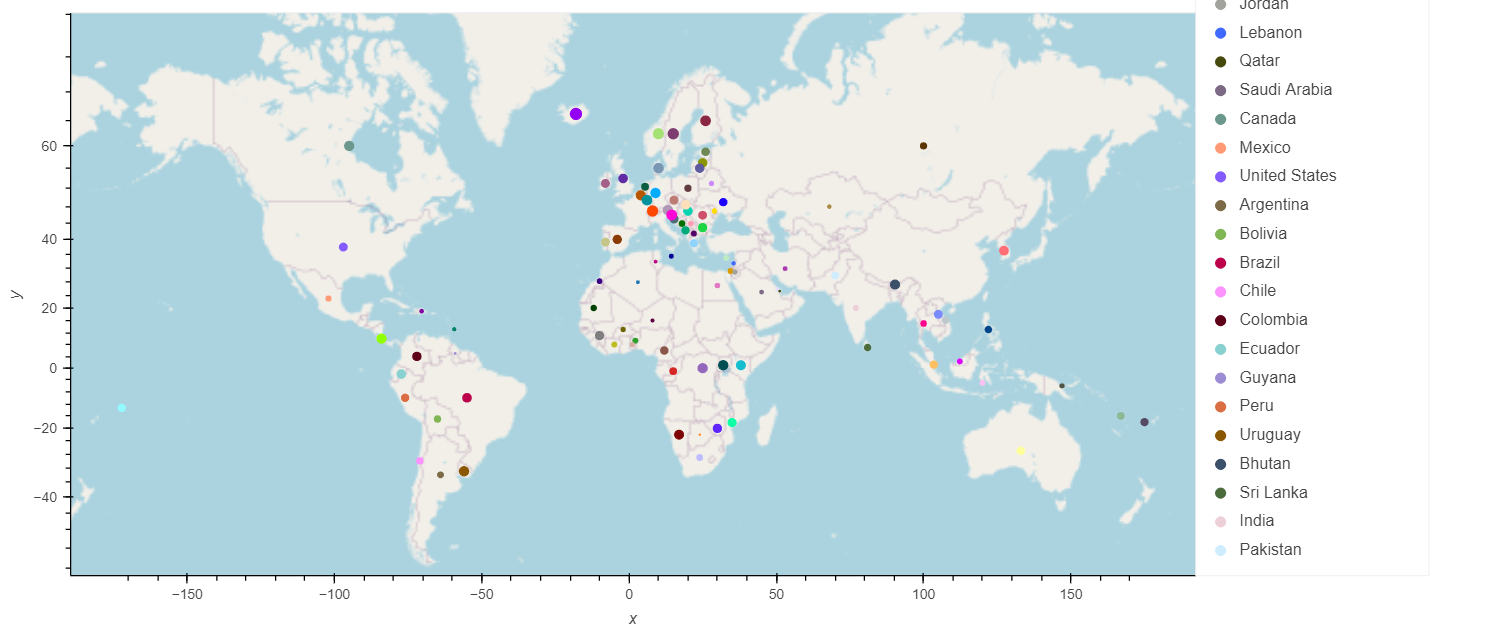 Jordan
Lebanon
Qatar
Saudi Arabia
Canada
Mexico
United States
Argentina
Bolivia
Brazil
Chile
Colombia
Ecuador
Guyana
Peru
Uruguay
Bhutan
Sri Lanka
India
Pakistan
60
40
20
0
−20
−40
y
−150
−100
−50
0
50
100
150
x